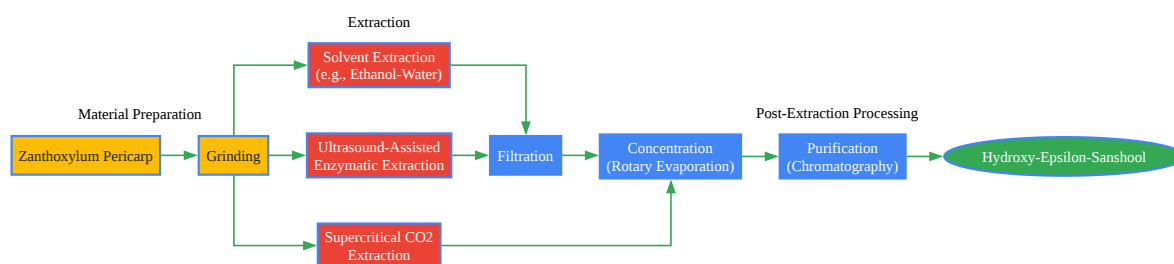 Extraction
Solvent Extraction
(e.g., Ethanol-Water)
Material Preparation
Post-Extraction Processing
Zanthoxylum Pericarp
Grinding
Ultrasound-Assisted
Enzymatic Extraction
Filtration
Concentration
(Rotary Evaporation)
Purification
(Chromatography)
Hydroxy-Epsilon-Sanshool
Supercritical CO2
Extraction